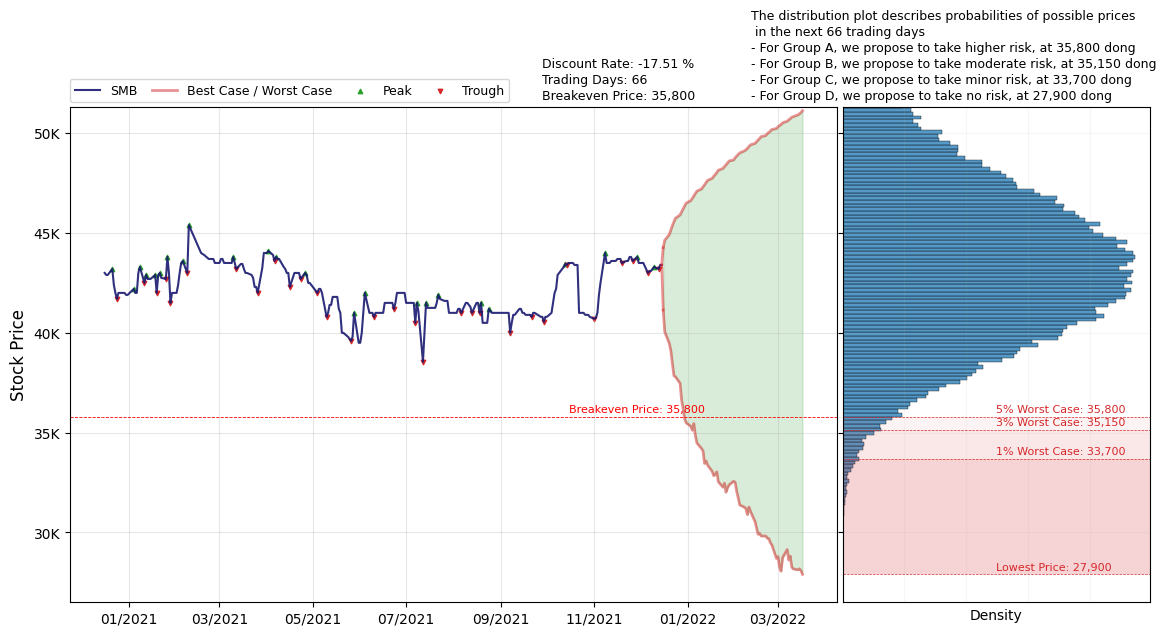 The distribution plot describes probabilities of possible prices
in the next 66 trading days
- For Group A, we propose to take higher risk, at 35,800 dong
- For Group B, we propose to take moderate risk, at 35,150 dong
- For Group C, we propose to take minor risk, at 33,700 dong
- For Group D, we propose to take no risk, at 27,900 dong
Discount Rate: -17.51 %
Trading Days: 66
Breakeven Price: 35,800
SMB
Best Case / Worst Case
Peak
Trough
Stock Price
50K
45K
40K
35K
30K
Breakeven Price: 35,800
5% Worst Case: 35,800
3% Worst Case: 35,150
1% Worst Case: 33,700
Lowest Price: 27,900
01/2021
03/2021
05/2021
07/2021
09/2021
11/2021
01/2022
03/2022
Density